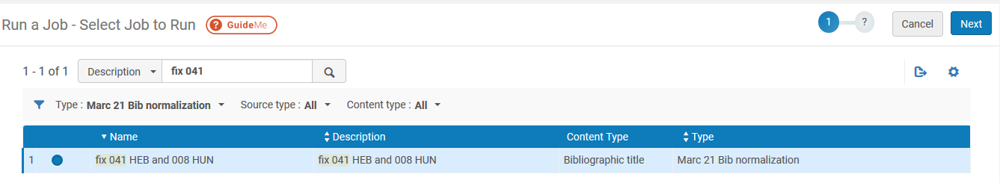 Run a Job - Select Job to Run ? GuideMe 1 ? Cancel Next
1 - 1 of 1 Description fix 041
Type : Marc 21 Bib normalization Source type : All Content type : All
Name Description Content Type Type
1 fix 041 HEB and 008 HUN fix 041 HEB and 008 HUN Bibliographic title Marc 21 Bib normalization